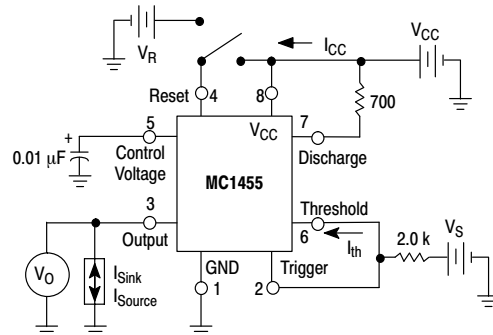 V_R
I_CC
V_CC
Reset
4
8
700
5
V_CC
7
+
0.01 μF
Control
Voltage
Discharge
MC1455
3
Threshold
Output
6
I_th
2.0 k
V_S
V_O
I_Sink
I_Source
GND
1
Trigger
2